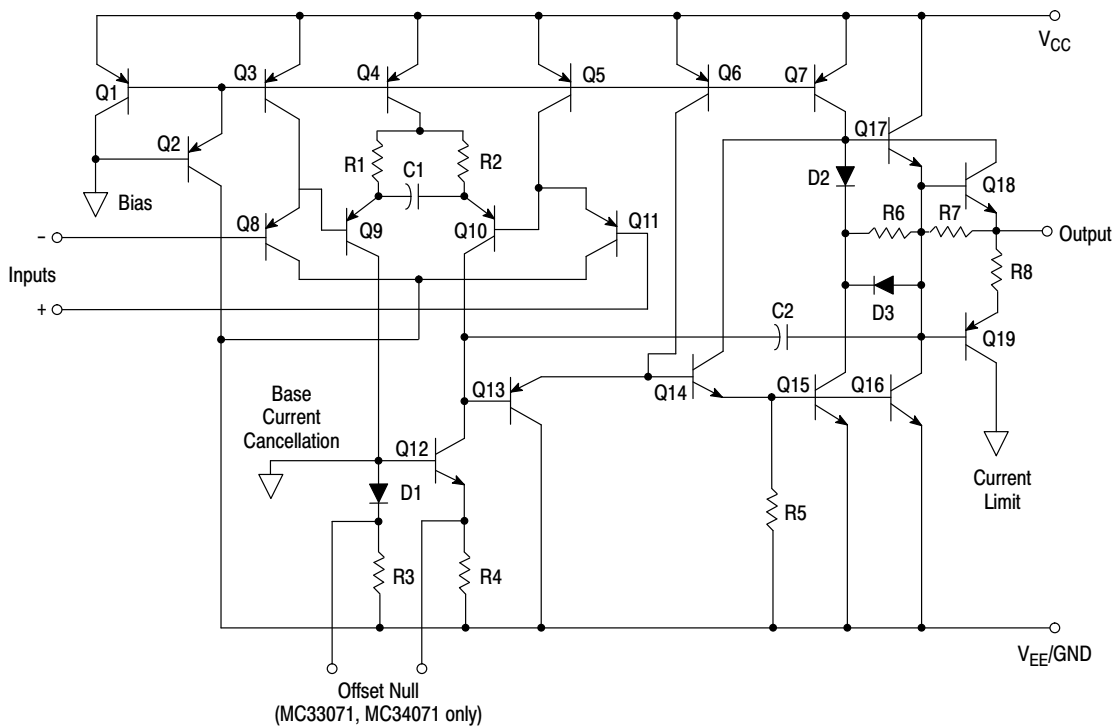 V_CC
Q1
Q3
Q4
Q5
Q6
Q7
Q2
Q17
R1
C1
R2
D2
Q18
Bias
Q8
Q9
Q10
Q11
R6
R7
Output
−
Inputs
+
D3
R8
C2
Q19
Base
Current
Cancellation
Q13
Q14
Q15
Q16
Q12
Current
Limit
D1
R5
R3
R4
V_EE/GND
Offset Null
(MC33071, MC34071 only)